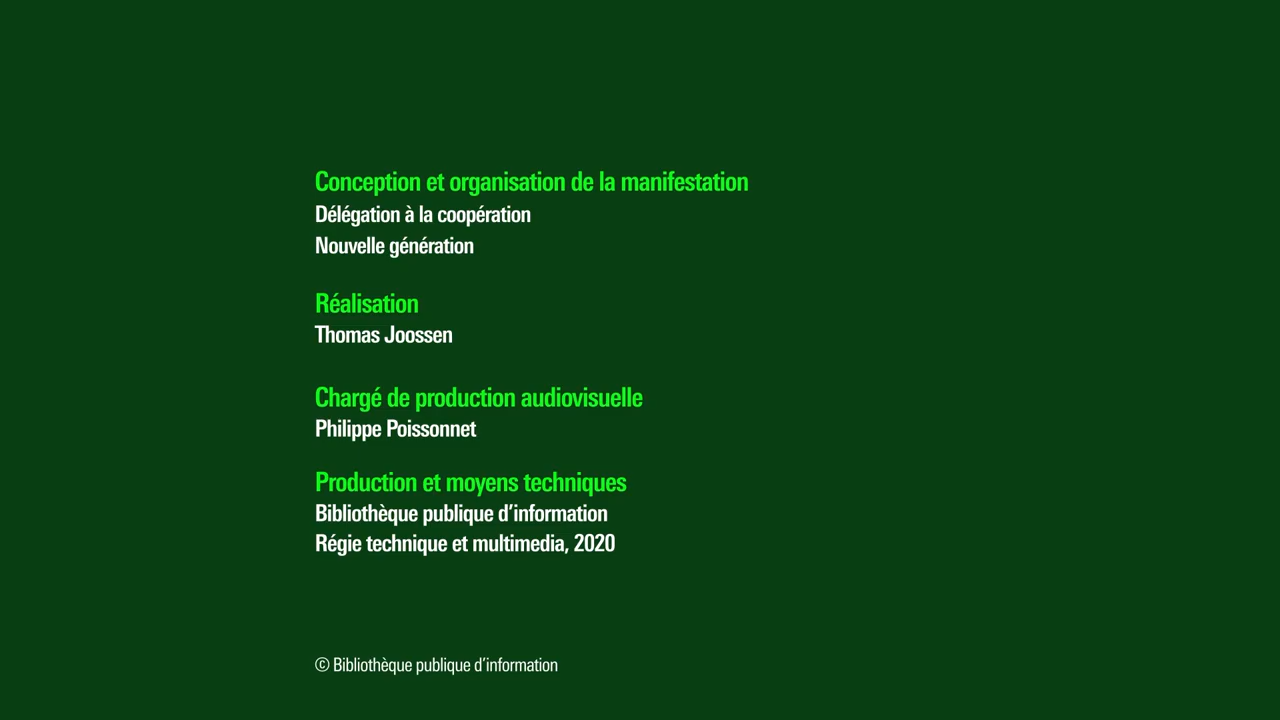 Conception et organisation de la manifestation
Délégation à la coopération
Nouvelle génération
Réalisation
Thomas Joossen
Chargé de production audiovisuelle
Philippe Poissonnet
Production et moyens techniques
Bibliothèque publique d’information
Régie technique et multimedia, 2020
© Bibliothèque publique d’information